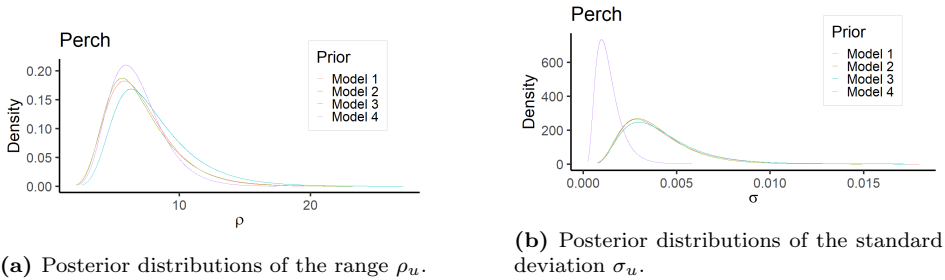 Perch
Prior
Model 1
Model 2
Model 3
Model 4
Density
0.20
0.15
0.10
0.05
0.00
10
20
ρ
(a) Posterior distributions of the range ρu.
Perch
Prior
Model 1
Model 2
Model 3
Model 4
Density
600
400
200
0
0.000
0.005
0.010
0.015
σ
(b) Posterior distributions of the standard
deviation σu.